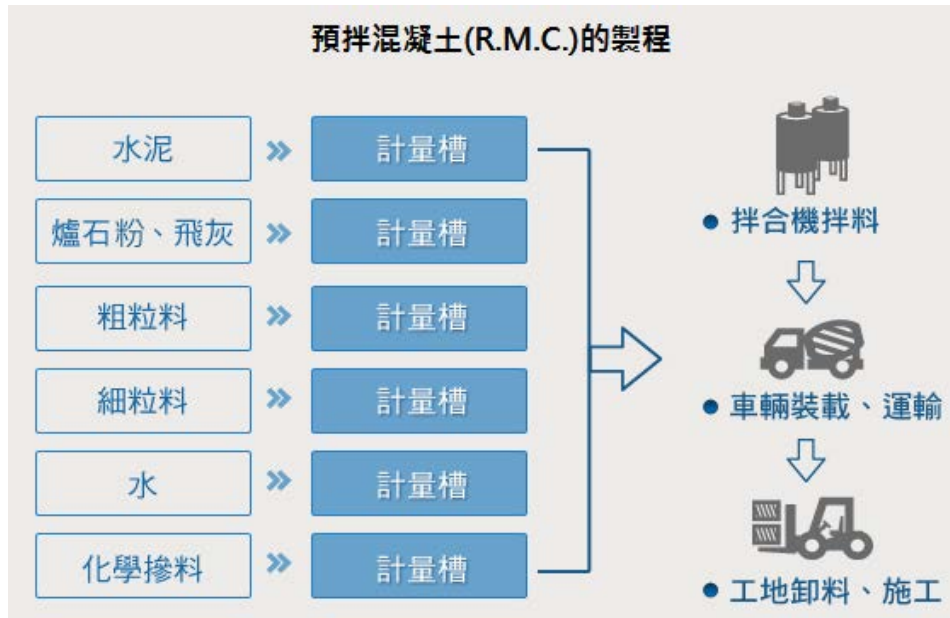 預拌混凝土(R.M.C.)的製程
水泥 » 計量槽
爐石粉、飛灰 » 計量槽
粗粒料 » 計量槽
細粒料 » 計量槽
水 » 計量槽
化學摻料 » 計量槽
● 拌合機拌料
● 車輛裝載、運輸
● 工地卸料、施工